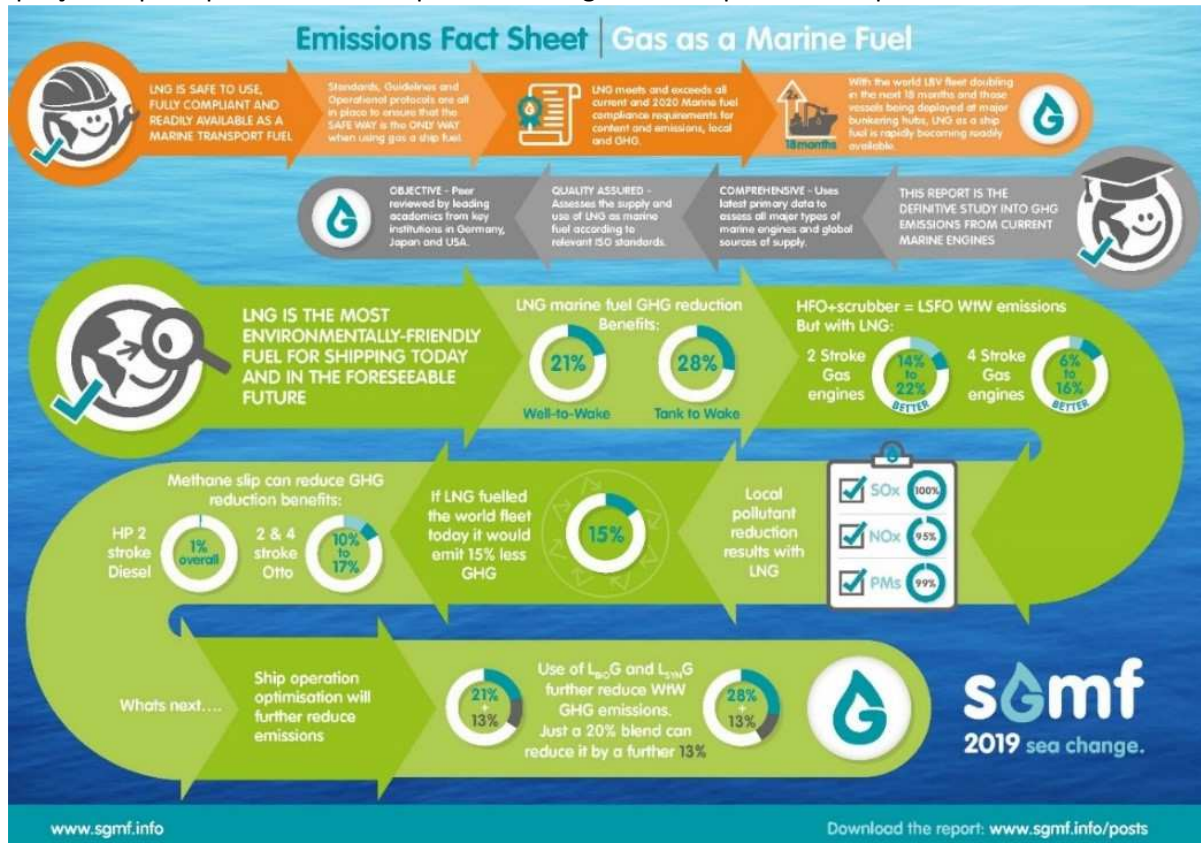 Emissions Fact Sheet | Gas as a Marine Fuel
LNG IS SAFE TO USE,
FULLY COMPLIANT AND
READILY AVAILABLE AS A
MARINE TRANSPORT FUEL
Standards, Guidelines and
Operational protocols are all
in place to ensure that the
SAFE WAY is the ONLY WAY
when using gas a ship fuel.
LNG meets and exceeds all
current and 2020 Marine fuel
compliance requirements for
content and emissions, local
and GHG.
2x
18 months
With the world LBV fleet doubling
in the next 18 months and those
vessels being deployed at major
bunkering hubs, LNG as a ship
fuel is rapidly becoming readily
available.
THIS REPORT IS THE
DEFINITIVE STUDY INTO GHG
EMISSIONS FROM CURRENT
MARINE ENGINES
COMPREHENSIVE - Uses
latest primary data to
assess all major types of
marine engines and global
sources of supply.
QUALITY ASSURED -
Assesses the supply and
use of LNG as marine
fuel according to
relevant ISO standards.
OBJECTIVE - Peer
reviewed by leading
academics from key
institutions in Germany,
Japan and USA.
LNG IS THE MOST
ENVIRONMENTALLY-FRIENDLY
FUEL FOR SHIPPING TODAY
AND IN THE FORESEEABLE
FUTURE
LNG marine fuel GHG reduction
Benefits:
21%
Well-to-Wake
28%
Tank to Wake
HFO+scrubber = LSFO WtW emissions
But with LNG:
2 Stroke
Gas
engines
14%
to
22%
BETTER
4 Stroke
Gas
engines
6%
to
16%
BETTER
SOx 100%
NOx 95%
PMs 99%
Local
pollutant
reduction
results with
LNG
15%
If LNG fuelled
the world fleet
today it would
emit 15% less
GHG
Methane slip can reduce GHG
reduction benefits:
HP 2
stroke
Diesel
1%
overall
2 & 4
stroke
Otto
10%
to
17%
Whats next....
Ship operation
optimisation will
further reduce
emissions
21%
+
13%
Use of LBIOG and LSYNG
further reduce WtW
GHG emissions.
Just a 20% blend can
reduce it by a further 13%
28%
+
13%
sGmf
2019 sea change.
www.sgmf.info
Download the report: www.sgmf.info/posts